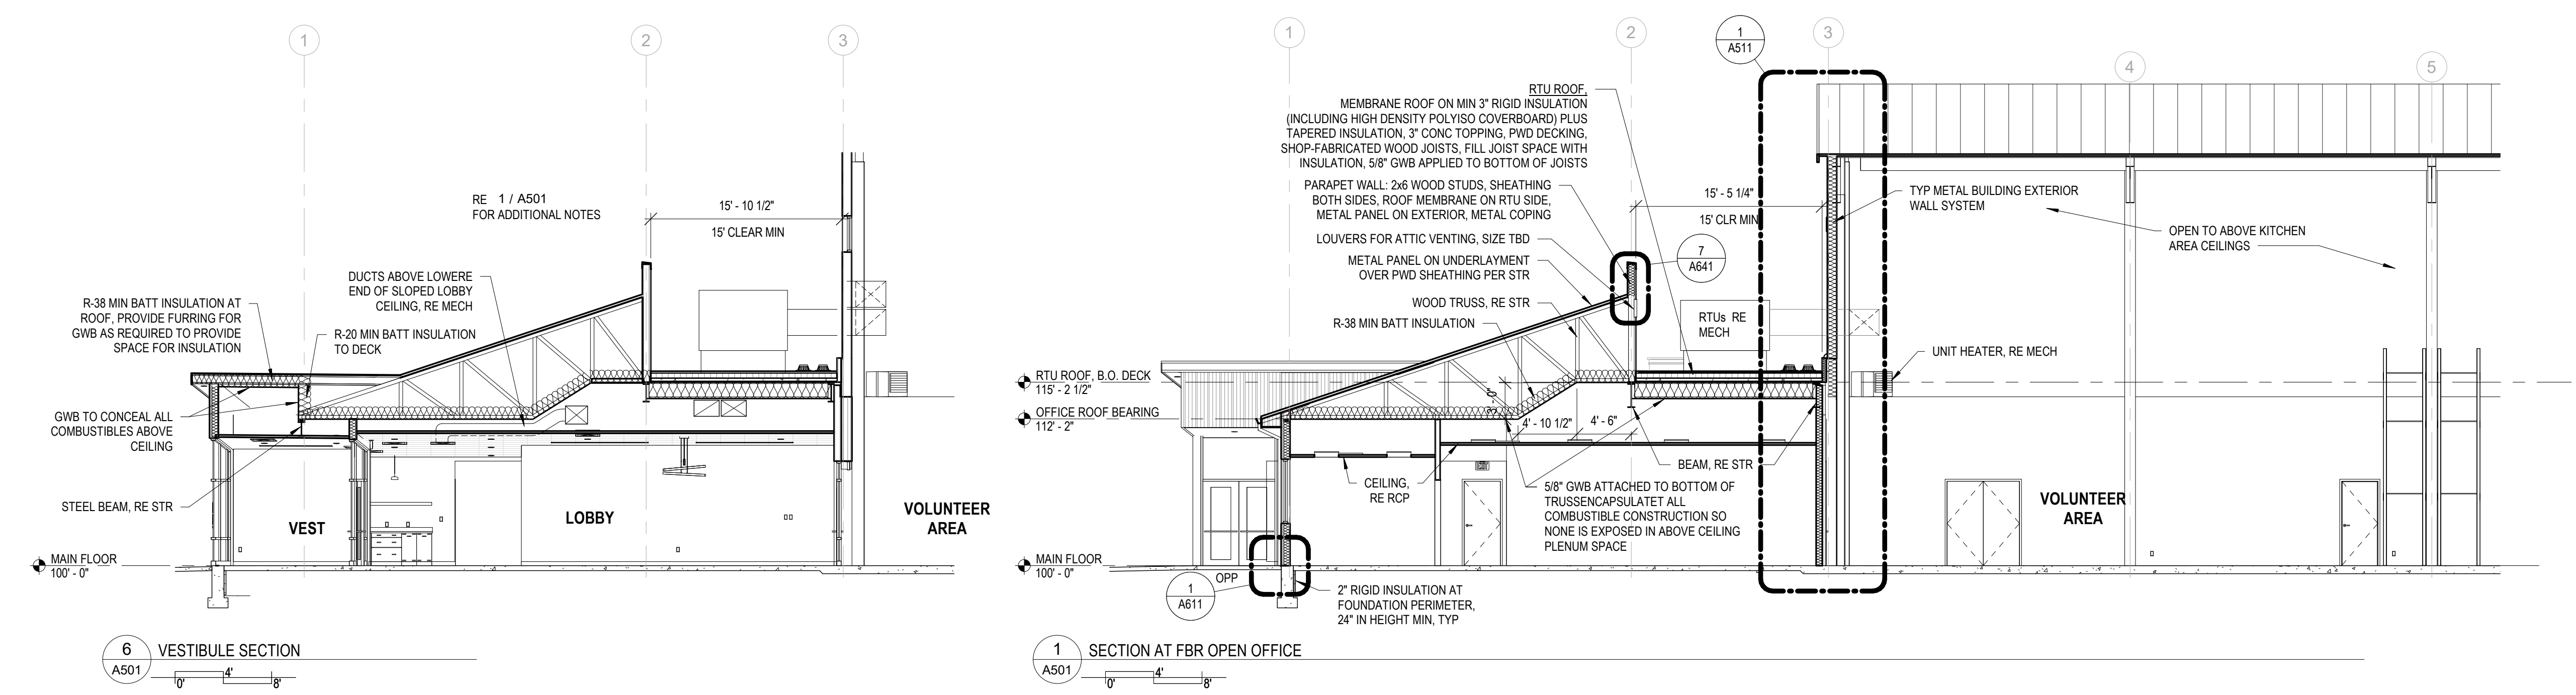 1
2
3
RE 1 / A501
FOR ADDITIONAL NOTES
15' - 10 1/2"
15' CLEAR MIN
DUCTS ABOVE LOWERE
END OF SLOPED LOBBY
CEILING, RE MECH
R-38 MIN BATT INSULATION AT
ROOF, PROVIDE FURRING FOR
GWB AS REQUIRED TO PROVIDE
SPACE FOR INSULATION
R-20 MIN BATT INSULATION
TO DECK
GWB TO CONCEAL ALL
COMBUSTIBLES ABOVE
CEILING
STEEL BEAM, RE STR
VEST
LOBBY
VOLUNTEER
AREA
MAIN FLOOR
100' - 0"
6
A501
VESTIBULE SECTION
0'
4'
8'
1
2
3
4
5
1
A511
RTU ROOF,
MEMBRANE ROOF ON MIN 3" RIGID INSULATION
(INCLUDING HIGH DENSITY POLYISO COVERBOARD) PLUS
TAPERED INSULATION, 3" CONC TOPPING, PWD DECKING,
SHOP-FABRICATED WOOD JOISTS, FILL JOIST SPACE WITH
INSULATION, 5/8" GWB APPLIED TO BOTTOM OF JOISTS
PARAPET WALL: 2x6 WOOD STUDS, SHEATHING
BOTH SIDES, ROOF MEMBRANE ON RTU SIDE,
METAL PANEL ON EXTERIOR, METAL COPING
LOUVERS FOR ATTIC VENTING, SIZE TBD
METAL PANEL ON UNDERLAYMENT
OVER PWD SHEATHING PER STR
WOOD TRUSS, RE STR
R-38 MIN BATT INSULATION
15' - 5 1/4"
15' CLR MIN
7
A641
TYP METAL BUILDING EXTERIOR
WALL SYSTEM
OPEN TO ABOVE KITCHEN
AREA CEILINGS
RTUs RE
MECH
UNIT HEATER, RE MECH
RTU ROOF, B.O. DECK
115' - 2 1/2"
OFFICE ROOF BEARING
112' - 2"
3' - 0"
4' - 10 1/2"
4' - 6"
BEAM, RE STR
CEILING,
RE RCP
5/8" GWB ATTACHED TO BOTTOM OF
TRUSSENCAPSULATET ALL
COMBUSTIBLE CONSTRUCTION SO
NONE IS EXPOSED IN ABOVE CEILING
PLENUM SPACE
VOLUNTEER
AREA
MAIN FLOOR
100' - 0"
OPP
1
A611
2" RIGID INSULATION AT
FOUNDATION PERIMETER,
24" IN HEIGHT MIN, TYP
1
A501
SECTION AT FBR OPEN OFFICE
0'
4'
8'